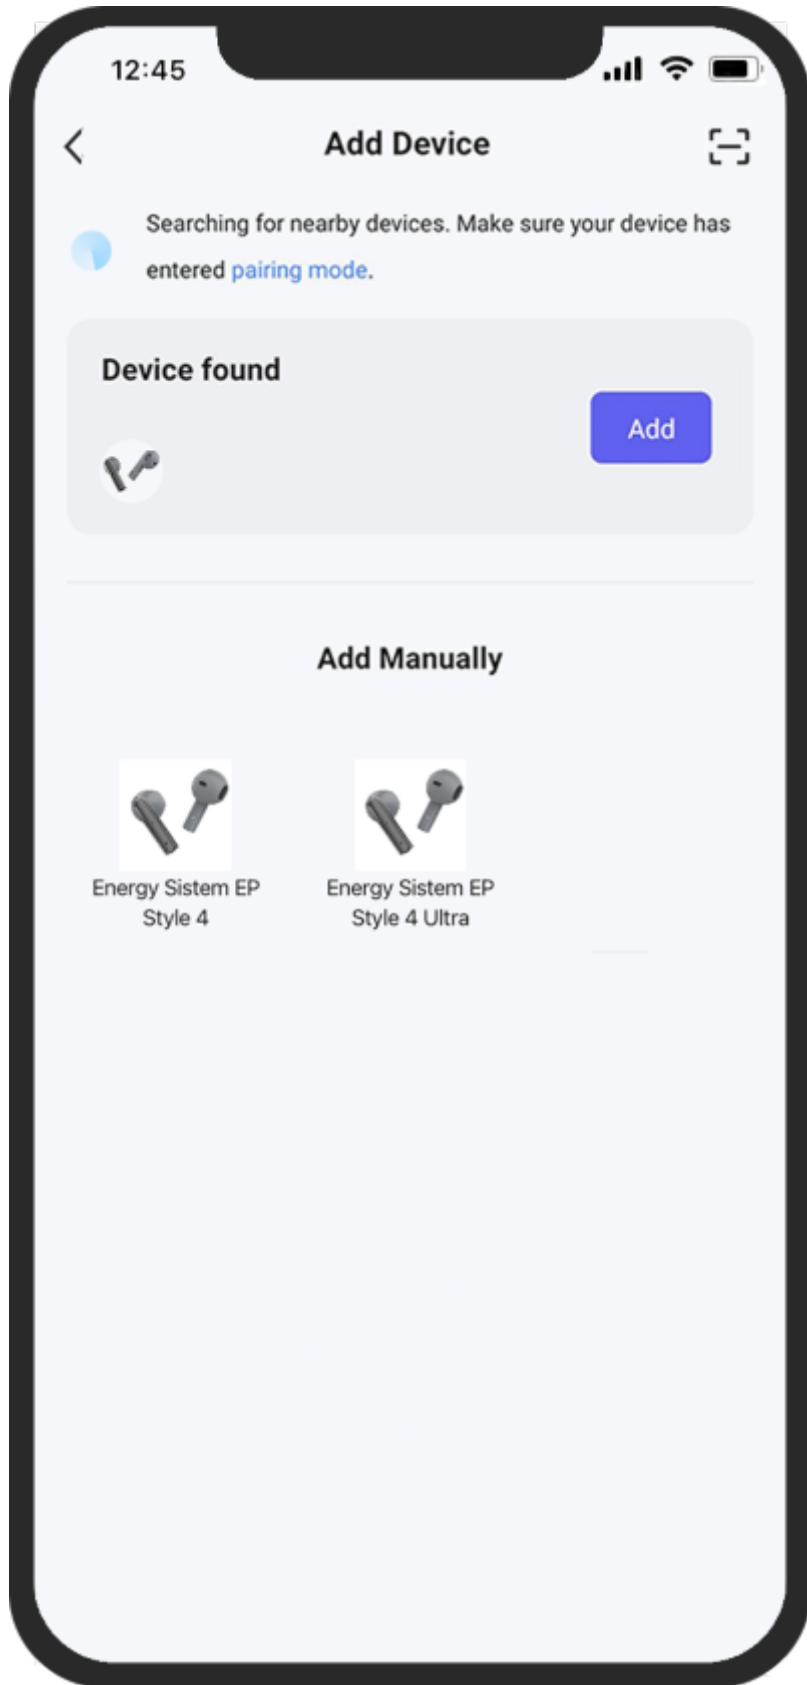 12:45
Add Device
Searching for nearby devices. Make sure your device has
entered pairing mode.
Device found
Add
Add Manually
Energy Sistem EP
Style 4
Energy Sistem EP
Style 4 Ultra